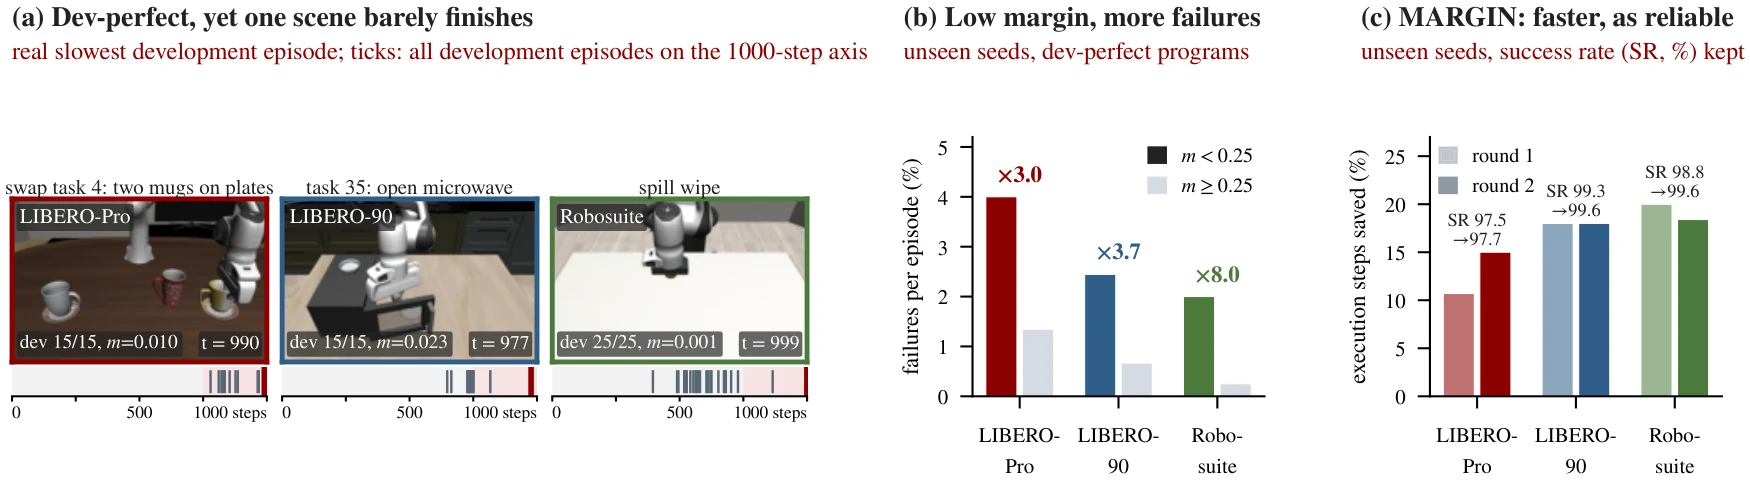 (a) Dev-perfect, yet one scene barely finishes
real slowest development episode; ticks: all development episodes on the 1000-step axis
swap task 4: two mugs on plates
LIBERO-Pro
dev 15/15, m=0.010
t = 990
0
500
1000 steps
task 35: open microwave
LIBERO-90
dev 15/15, m=0.023
t = 977
0
500
1000 steps
spill wipe
Robosuite
dev 25/25, m=0.001
t = 999
0
500
1000 steps
(b) Low margin, more failures
unseen seeds, dev-perfect programs
failures per episode (%)
5
4
3
2
1
0
m < 0.25
m ≥ 0.25
×3.0
×3.7
×8.0
LIBERO-
Pro
LIBERO-
90
Robo-
suite
(c) MARGIN: faster, as reliable
unseen seeds, success rate (SR, %) kept
execution steps saved (%)
25
20
15
10
5
0
round 1
round 2
SR 97.5
→97.7
SR 99.3
→99.6
SR 98.8
→99.6
LIBERO-
Pro
LIBERO-
90
Robo-
suite